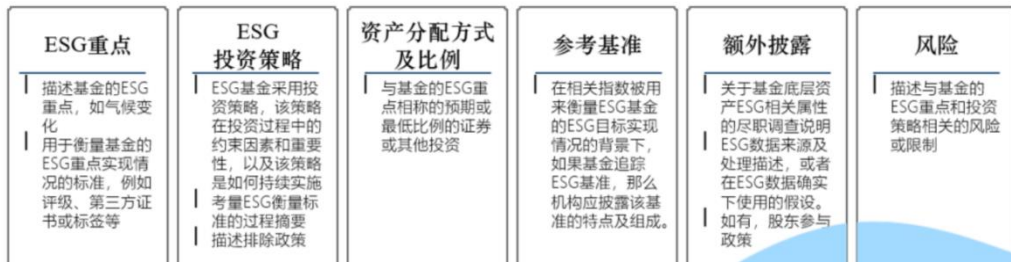 ESG重点
描述基金的ESG
重点，如气候变
化
用于衡量基金的
ESG重点实现情
况的标准，例如
评级、第三方证
书或标签等
ESG
投资策略
ESG基金采用投
资策略，该策略
在投资过程中的
约束因素和重要
性，以及该策略
是如何持续实施
考量ESG衡量标
准的过程摘要
描述排除政策
资产分配方式
及比例
与基金的ESG重
点相称的预期或
最低比例的证券
或其他投资
参考基准
在相关指数被用
来衡量ESG基金
的ESG目标实现
情况的背景下，
如果基金追踪
ESG基准，那么
机构应披露该基
准的特点及组成。
额外披露
关于基金底层资
产ESG相关属性
的尽职调查说明
ESG数据来源及
处理描述，或者
在ESG数据确实
下使用的假设。
如有，股东参与
政策
风险
描述与基金的
ESG重点和投资
策略相关的风险
或限制